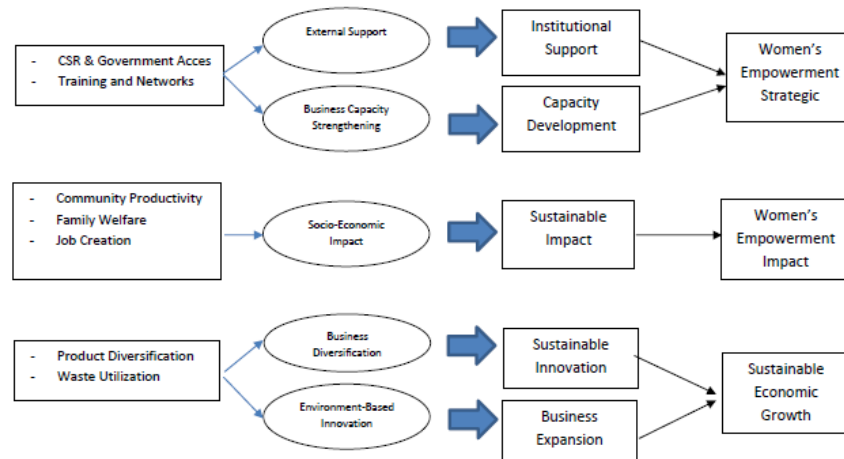 - CSR & Government Acces
- Training and Networks
External Support
Institutional
Support
Business Capacity
Strengthening
Capacity
Development
Women's
Empowerment
Strategic
- Community Productivity
- Family Welfare
- Job Creation
Socio-Economic
Impact
Sustainable
Impact
Women's
Empowerment
Impact
- Product Diversification
- Waste Utilization
Business
Diversification
Sustainable
Innovation
Environment-Based
Innovation
Business
Expansion
Sustainable
Economic
Growth